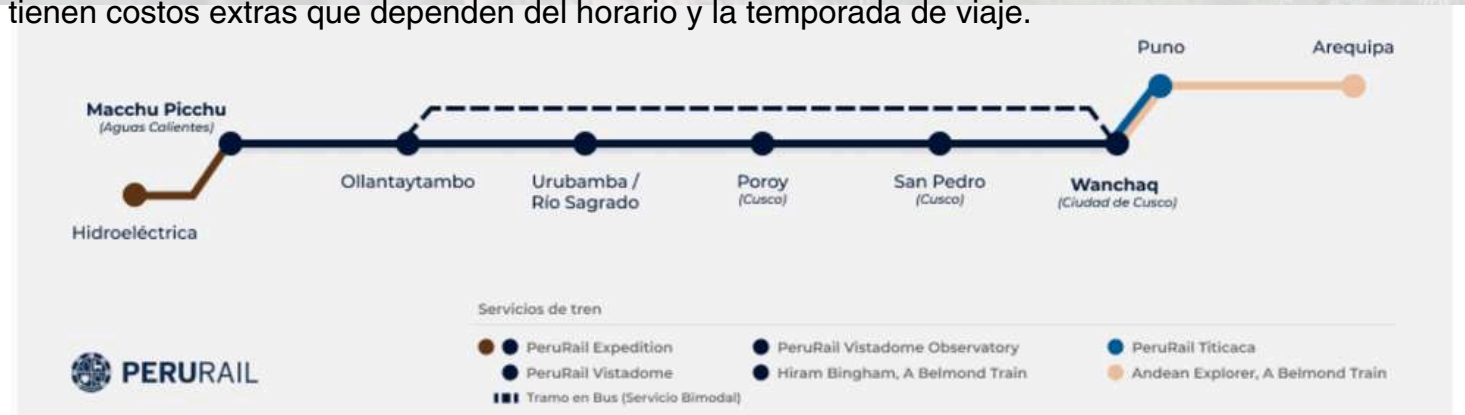 tienen costos extras que dependen del horario y la temporada de viaje.
Puno
Arequipa
Macchu Picchu
(Aguas Calientes)
Ollantaytambo
Urubamba /
Río Sagrado
Poroy
(Cusco)
San Pedro
(Cusco)
Wanchaq
(Ciudad de Cusco)
Hidroeléctrica
Servicios de tren
PeruRail Expedition
PeruRail Vistadome
Tramo en Bus (Servicio Bimodal)
PeruRail Vistadome Observatory
Hiram Bingham, A Belmond Train
PeruRail Titicaca
Andean Explorer, A Belmond Train
PERURAIL